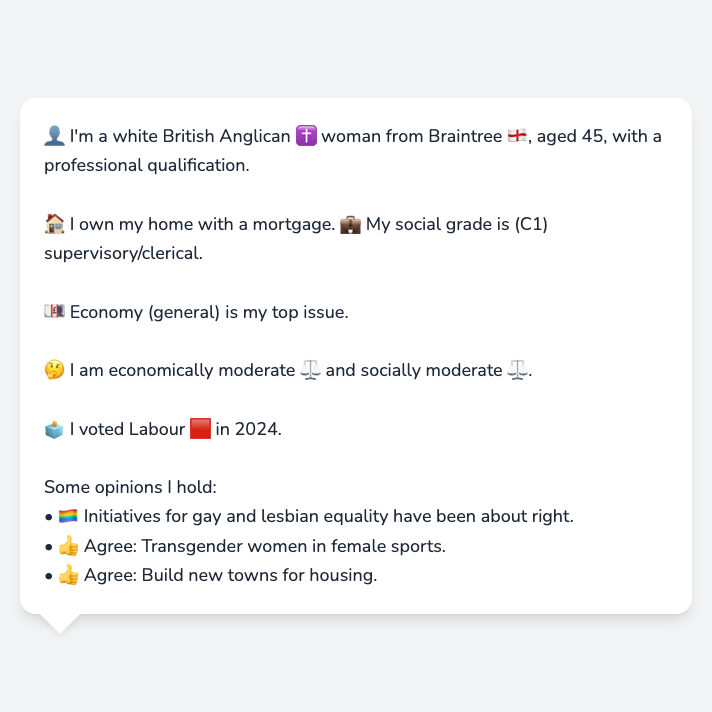 👤 I'm a white British Anglican ✝️ woman from Braintree 🏴󠁧󠁢󠁥󠁮󠁧󠁿, aged 45, with a
professional qualification.
🏠 I own my home with a mortgage. 💼 My social grade is (C1)
supervisory/clerical.
💷 Economy (general) is my top issue.
🤔 I am economically moderate ⚖️ and socially moderate ⚖️.
🗳️ I voted Labour 🟥 in 2024.
Some opinions I hold:
• 🏳️‍🌈 Initiatives for gay and lesbian equality have been about right.
• 👍 Agree: Transgender women in female sports.
• 👍 Agree: Build new towns for housing.